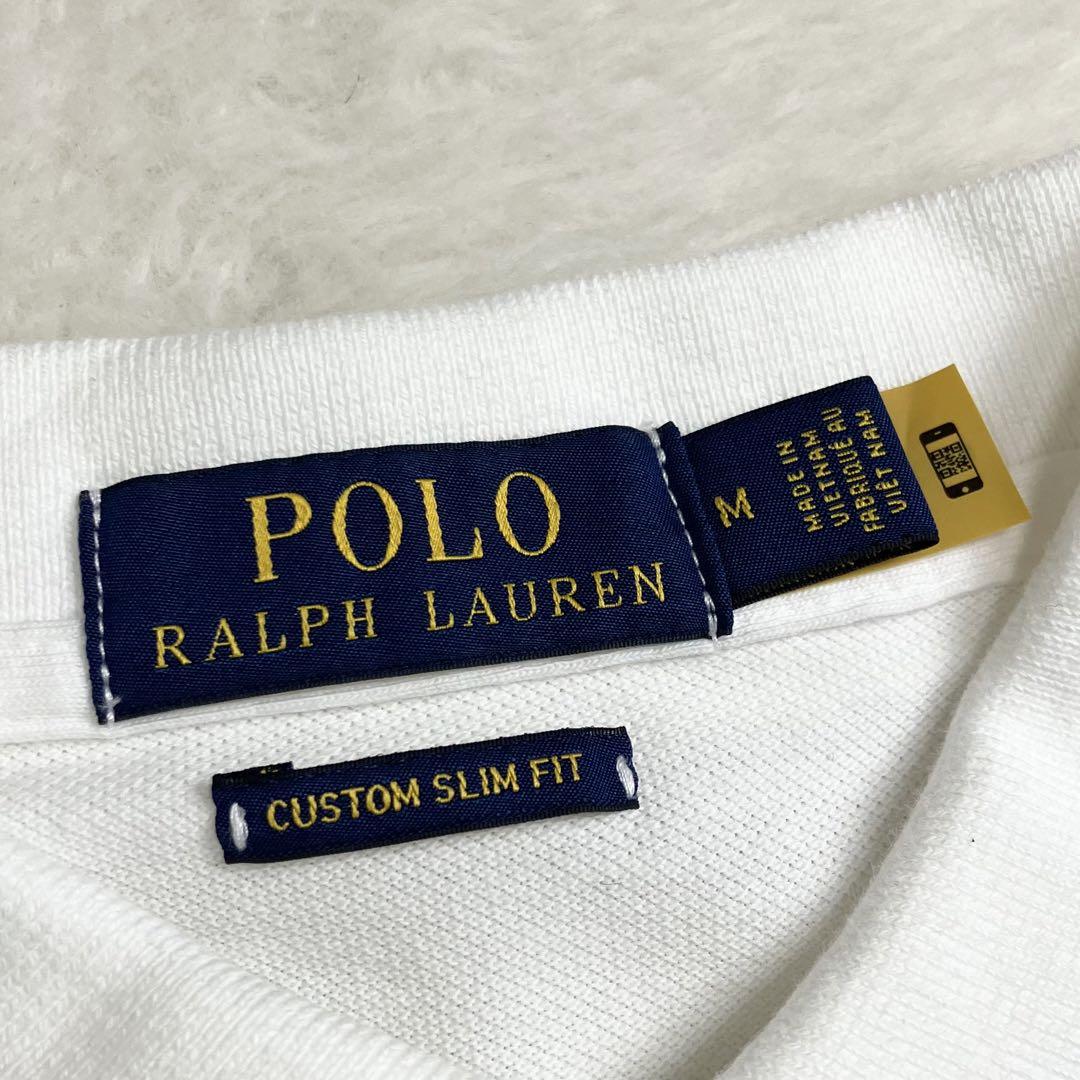 POLO
RALPH LAUREN
M
MADE IN
VIETNAM
FABRIQUÉ AU
VIÊT NAM
CUSTOM SLIM FIT